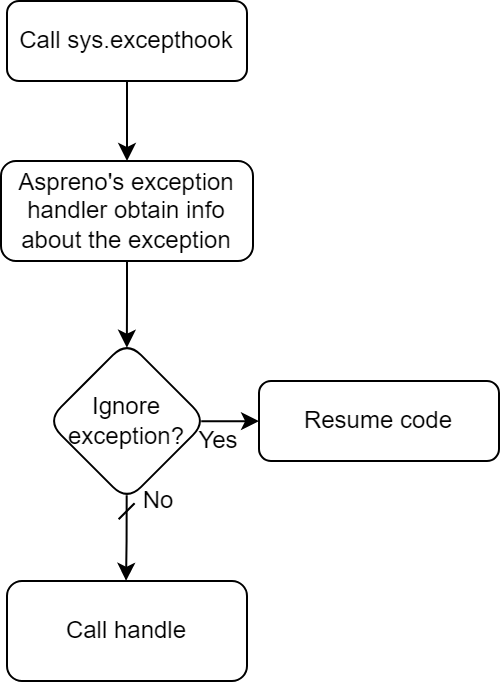 Call sys.excepthook
Aspreno's exception
handler obtain info
about the exception
Ignore
exception?
Yes
Resume code
No
Call handle